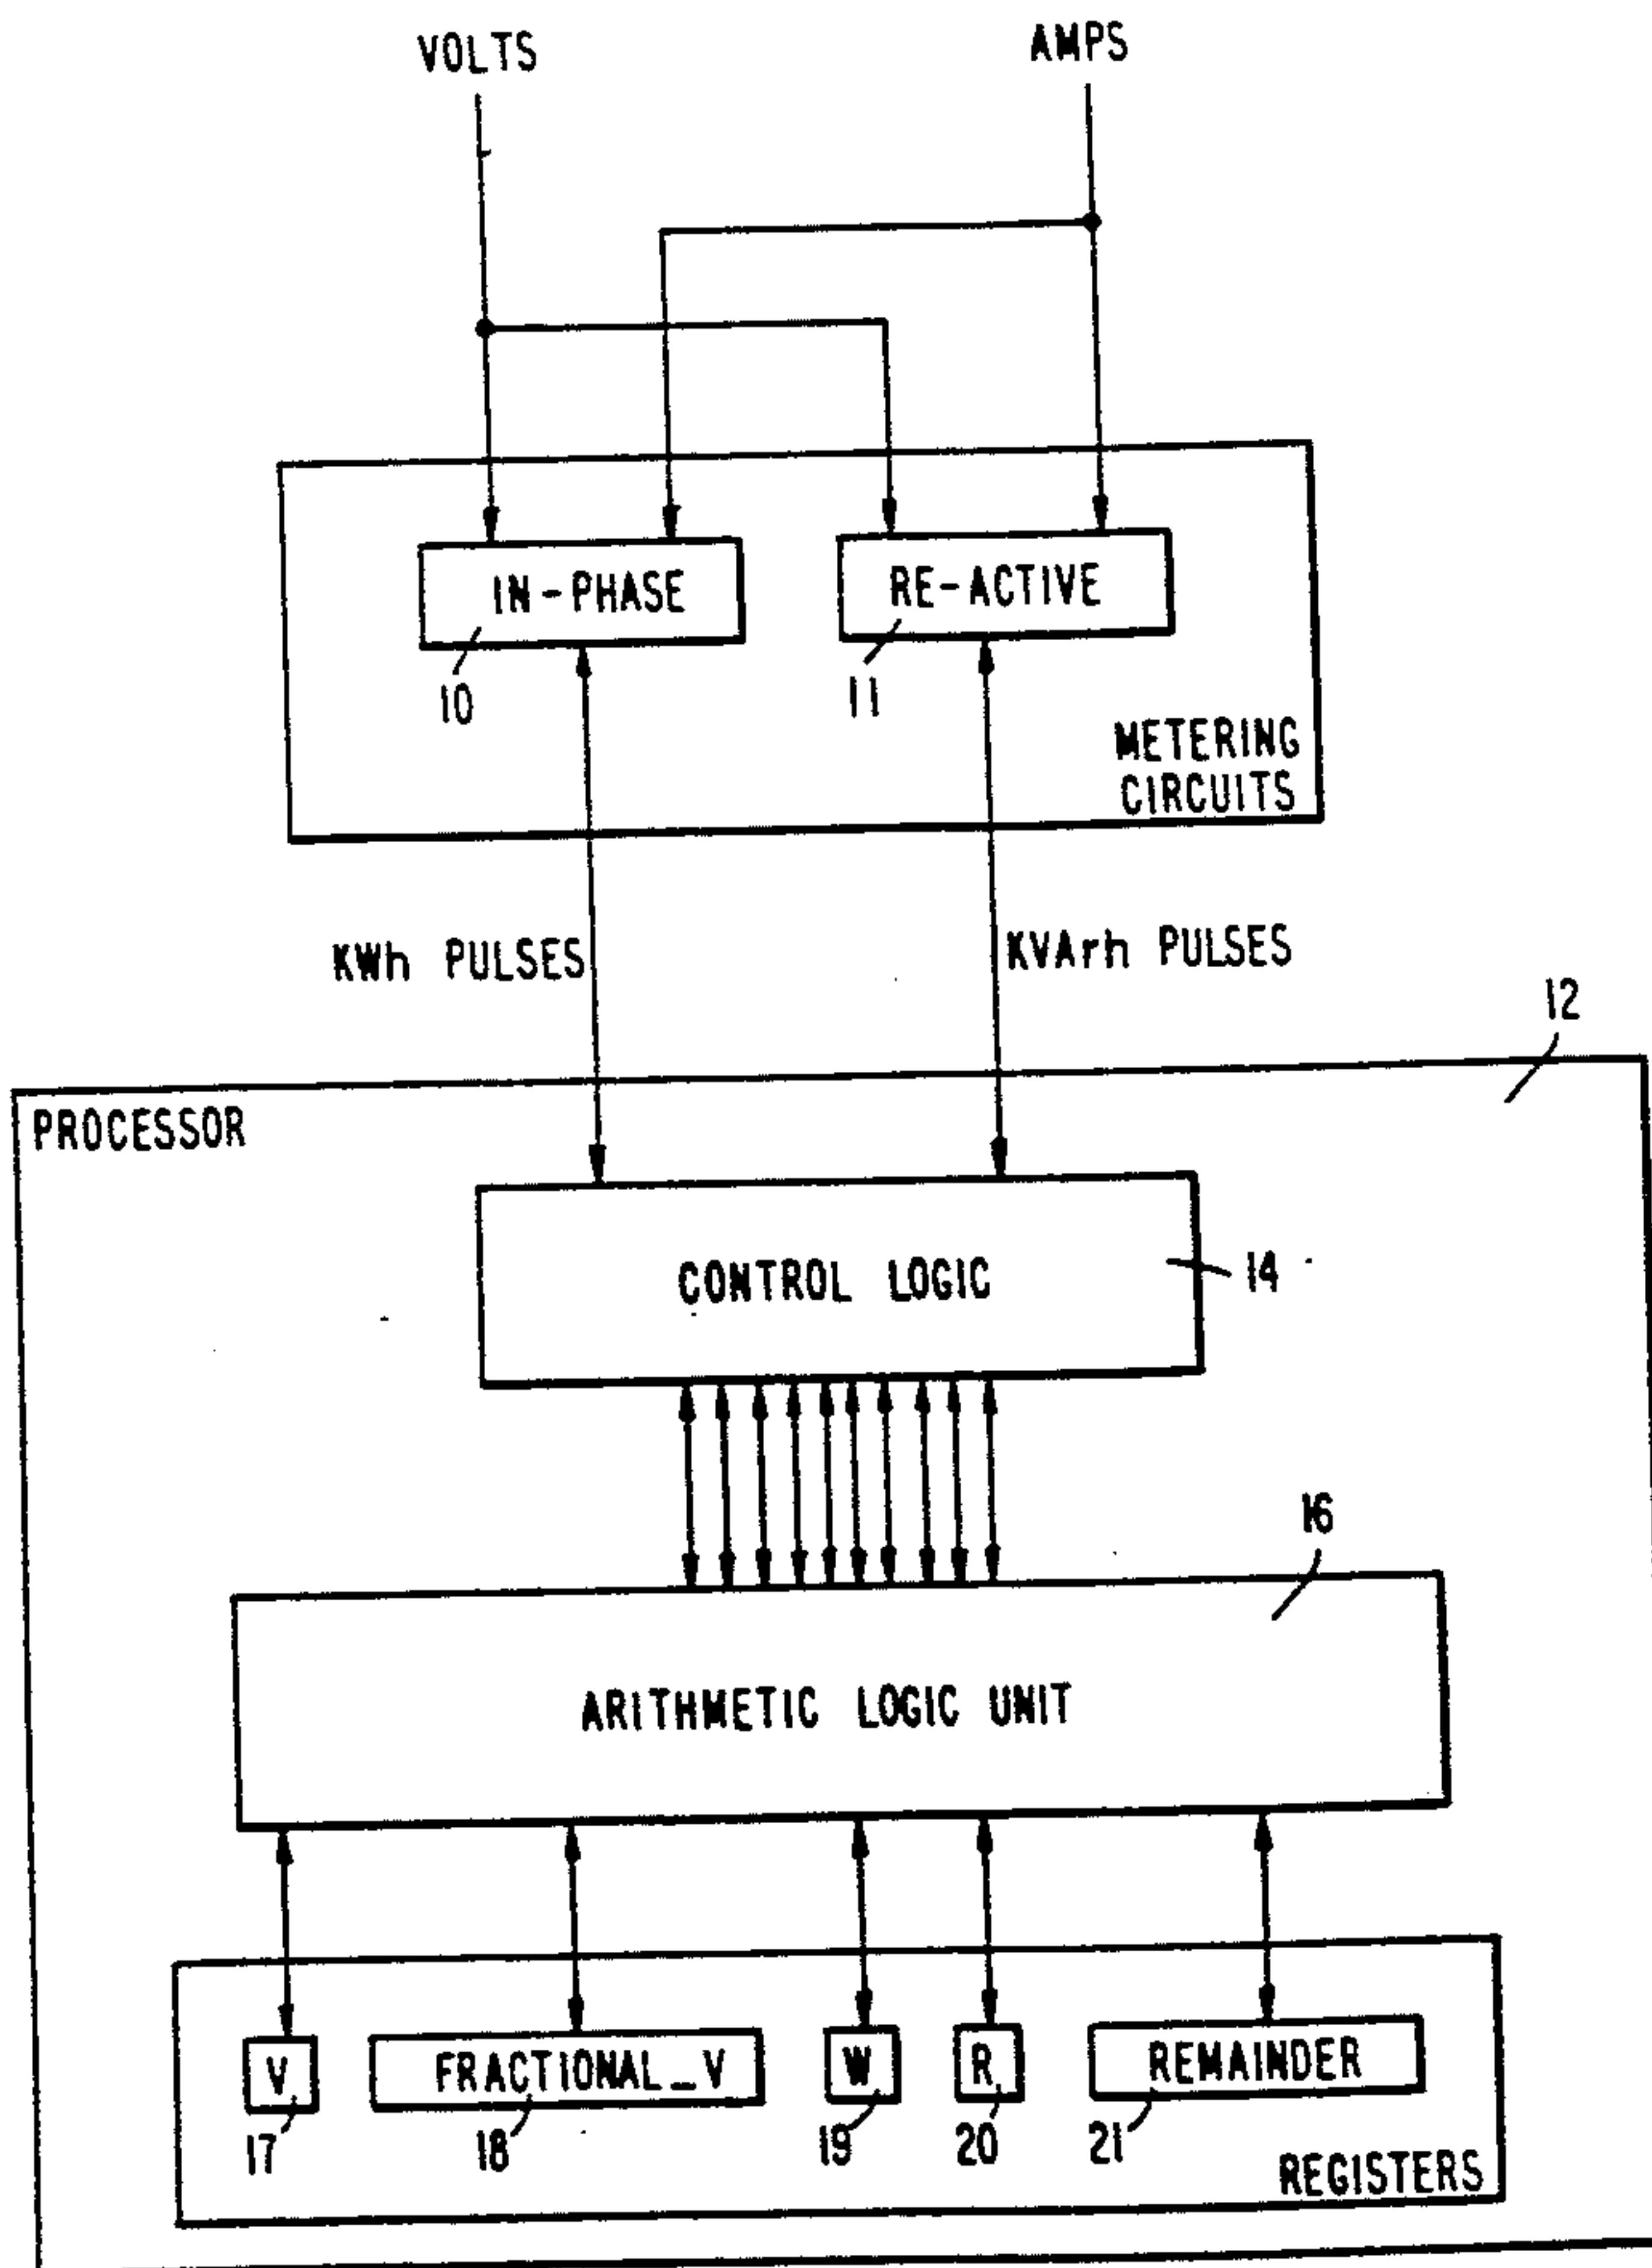 VOLTS
AMPS
IN-PHASE
RE-ACTIVE
10
11
METERING
CIRCUITS
KWh PULSES
KVArh PULSES
12
PROCESSOR
CONTROL LOGIC
14
16
ARITHMETIC LOGIC UNIT
V
FRACTIONAL_V
W
R
REMAINDER
17
18
19
20
21
REGISTERS